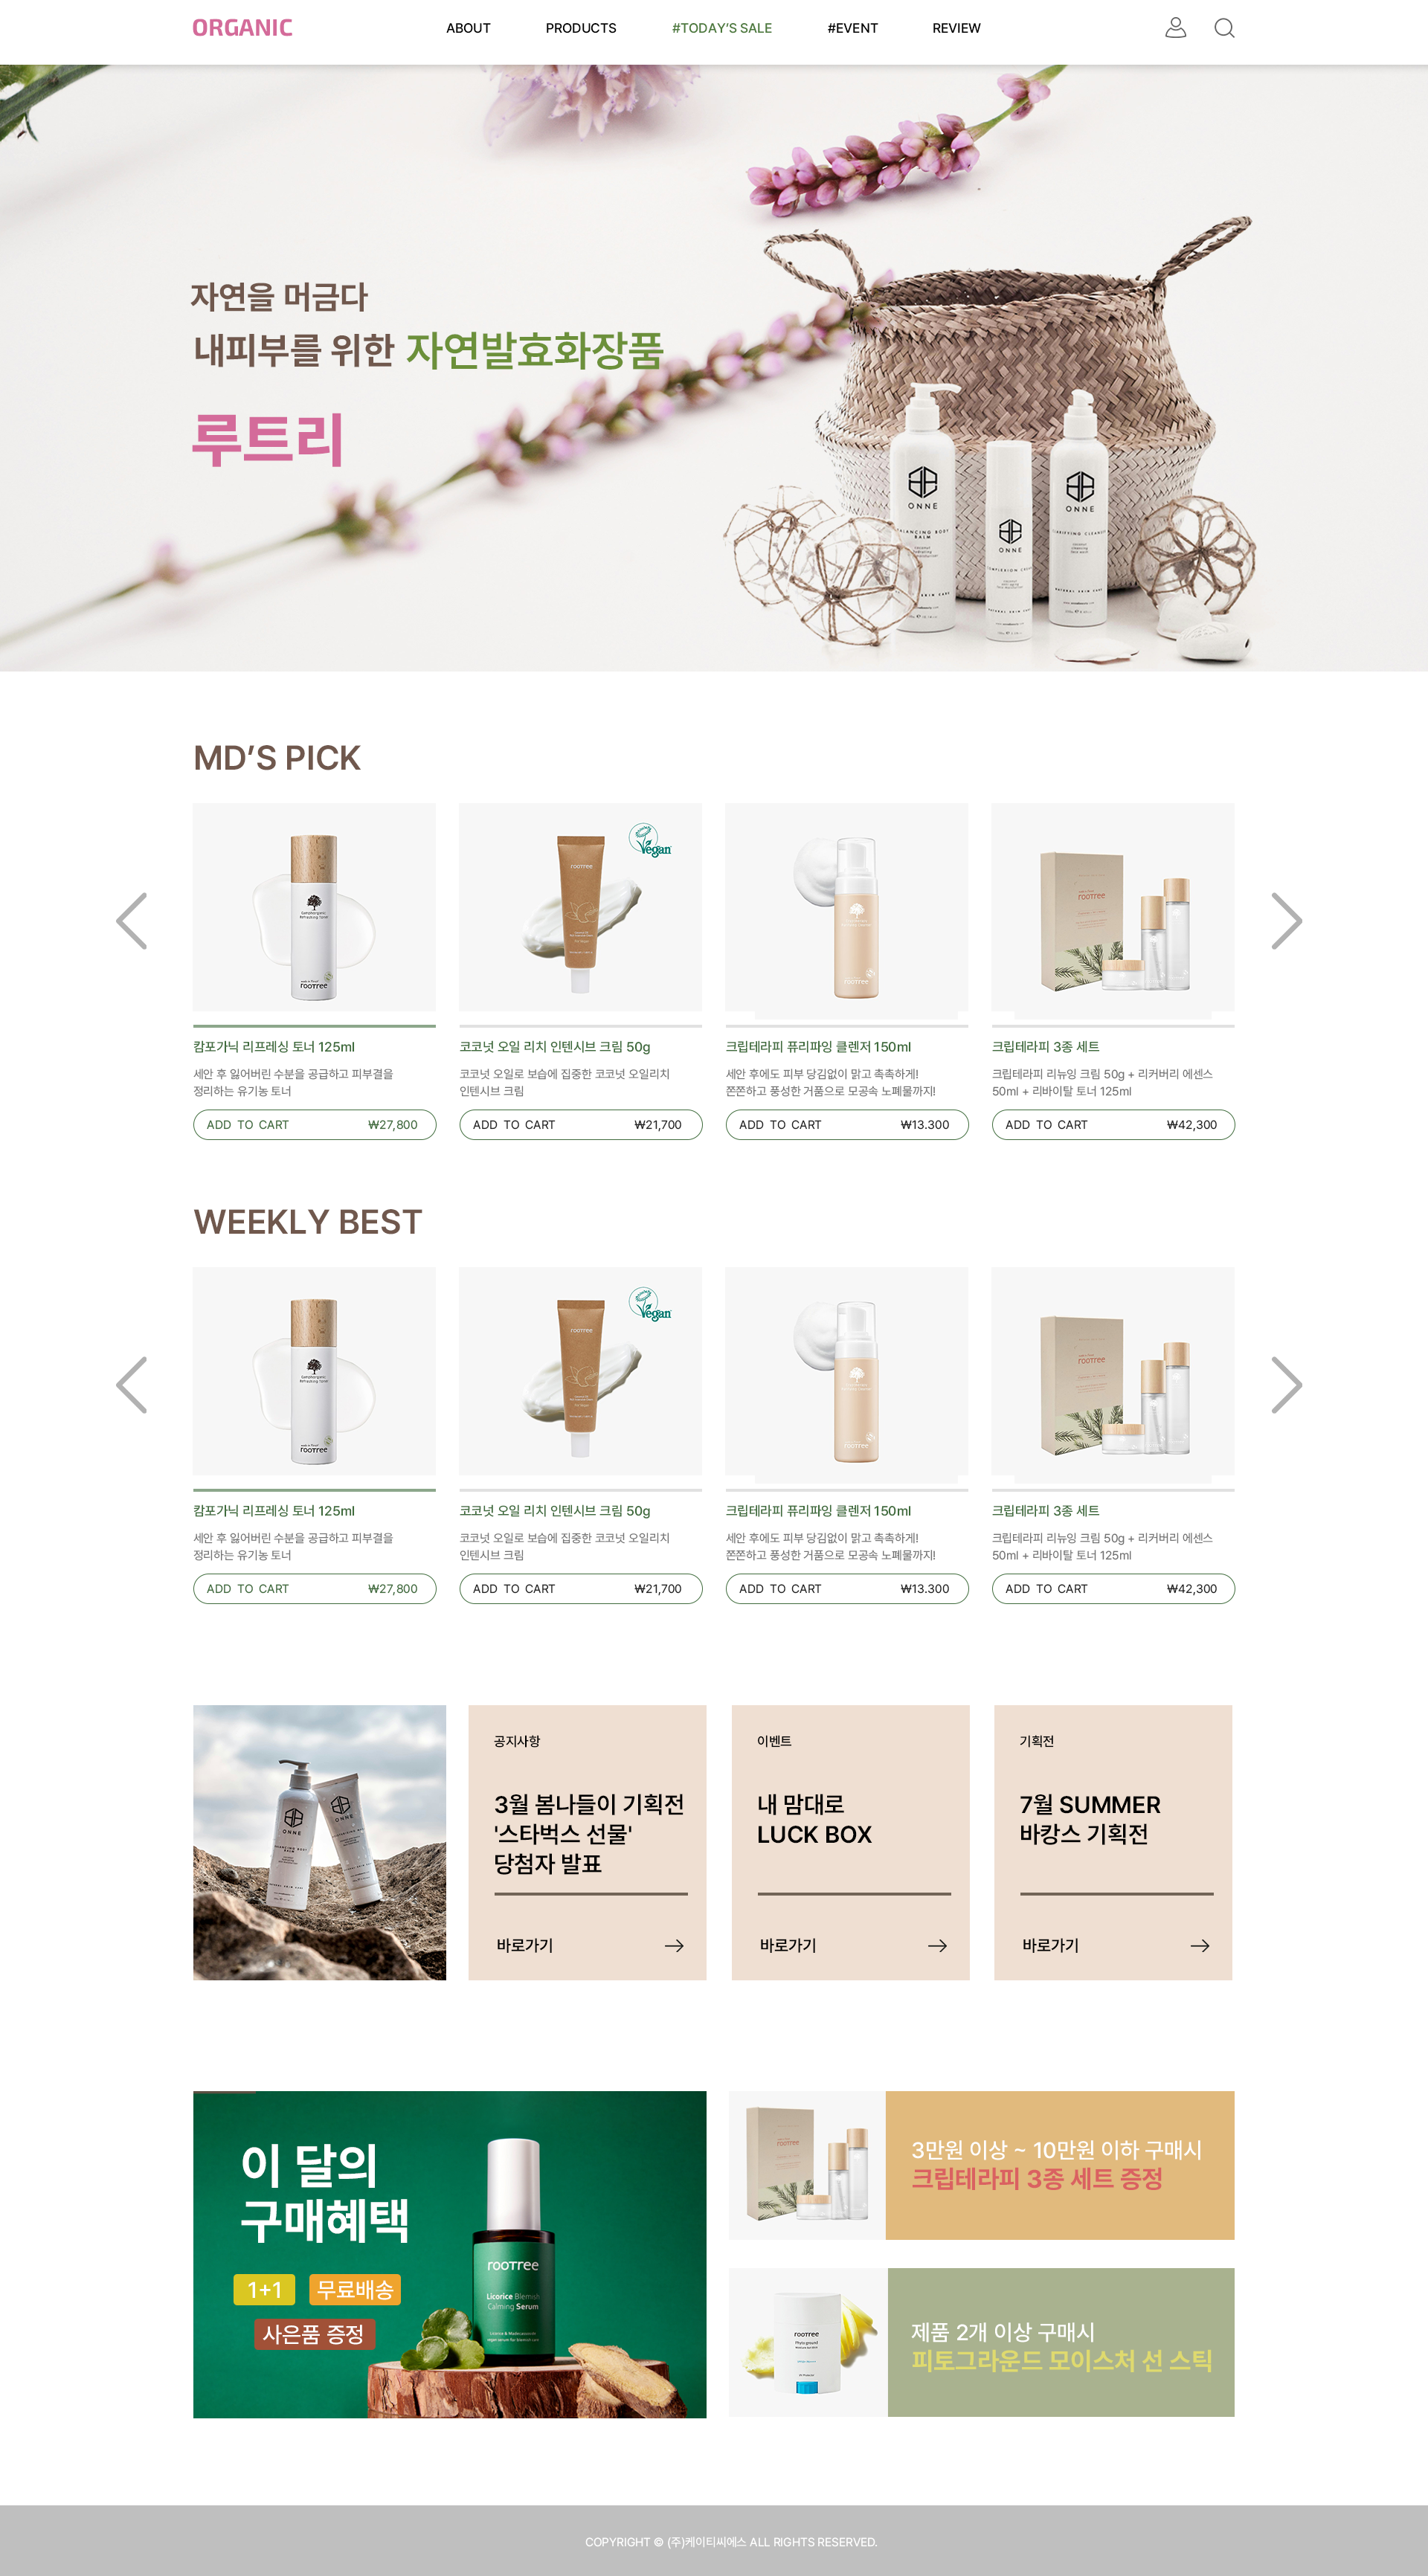 ORGANIC
ABOUT
PRODUCTS
#TODAY'S SALE
#EVENT
REVIEW
자연을 머금다
내피부를 위한 자연발효화장품
루트리
ONNE
ONNE
ONNE
MD'S PICK
rooTree
Vegan
rooTree
rooTree
rooTree
캄포가닉 리프레싱 토너 125ml
세안 후 잃어버린 수분을 공급하고 피부결을
정리하는 유기농 토너
ADD TO CART ₩27,800
코코넛 오일 리치 인텐시브 크림 50g
코코넛 오일로 보습에 집중한 코코넛 오일리치
인텐시브 크림
ADD TO CART ₩21,700
크립테라피 퓨리파잉 클렌저 150ml
세안 후에도 피부 당김없이 맑고 촉촉하게!
쫀쫀하고 풍성한 거품으로 모공속 노폐물까지!
ADD TO CART ₩13.300
크립테라피 3종 세트
크립테라피 리뉴잉 크림 50g + 리커버리 에센스
50ml + 리바이탈 토너 125ml
ADD TO CART ₩42,300
WEEKLY BEST
rooTree
Vegan
rooTree
rooTree
rooTree
캄포가닉 리프레싱 토너 125ml
세안 후 잃어버린 수분을 공급하고 피부결을
정리하는 유기농 토너
ADD TO CART ₩27,800
코코넛 오일 리치 인텐시브 크림 50g
코코넛 오일로 보습에 집중한 코코넛 오일리치
인텐시브 크림
ADD TO CART ₩21,700
크립테라피 퓨리파잉 클렌저 150ml
세안 후에도 피부 당김없이 맑고 촉촉하게!
쫀쫀하고 풍성한 거품으로 모공속 노폐물까지!
ADD TO CART ₩13.300
크립테라피 3종 세트
크립테라피 리뉴잉 크림 50g + 리커버리 에센스
50ml + 리바이탈 토너 125ml
ADD TO CART ₩42,300
ONNE
ONNE
공지사항
3월 봄나들이 기획전
'스타벅스 선물'
당첨자 발표
바로가기
이벤트
내 맘대로
LUCK BOX
바로가기
기획전
7월 SUMMER
바캉스 기획전
바로가기
이 달의
구매혜택
1+1
무료배송
사은품 증정
rooTree
Licorice Blemish
Calming Serum
rooTree
3만원 이상 ~ 10만원 이하 구매시
크립테라피 3종 세트 증정
rooTree
Phyto ground
제품 2개 이상 구매시
피토그라운드 모이스처 선 스틱
COPYRIGHT © (주)케이티씨에스 ALL RIGHTS RESERVED.